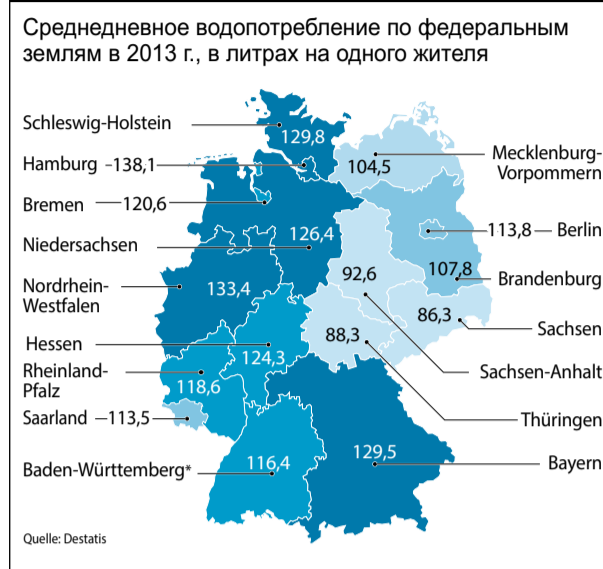 Среднедневное водопотребление по федеральным
землям в 2013 г., в литрах на одного жителя
Schleswig-Holstein
129,8
Hamburg
138,1
Mecklenburg-
Vorpommern
104,5
Bremen
120,6
Berlin
113,8
Niedersachsen
126,4
Brandenburg
107,8
Nordrhein-
Westfalen
133,4
92,6
Sachsen-Anhalt
86,3
Sachsen
Hessen
124,3
88,3
Thüringen
Rheinland-
Pfalz
118,6
Saarland
113,5
Baden-Württemberg*
116,4
129,5
Bayern
Quelle: Destatis